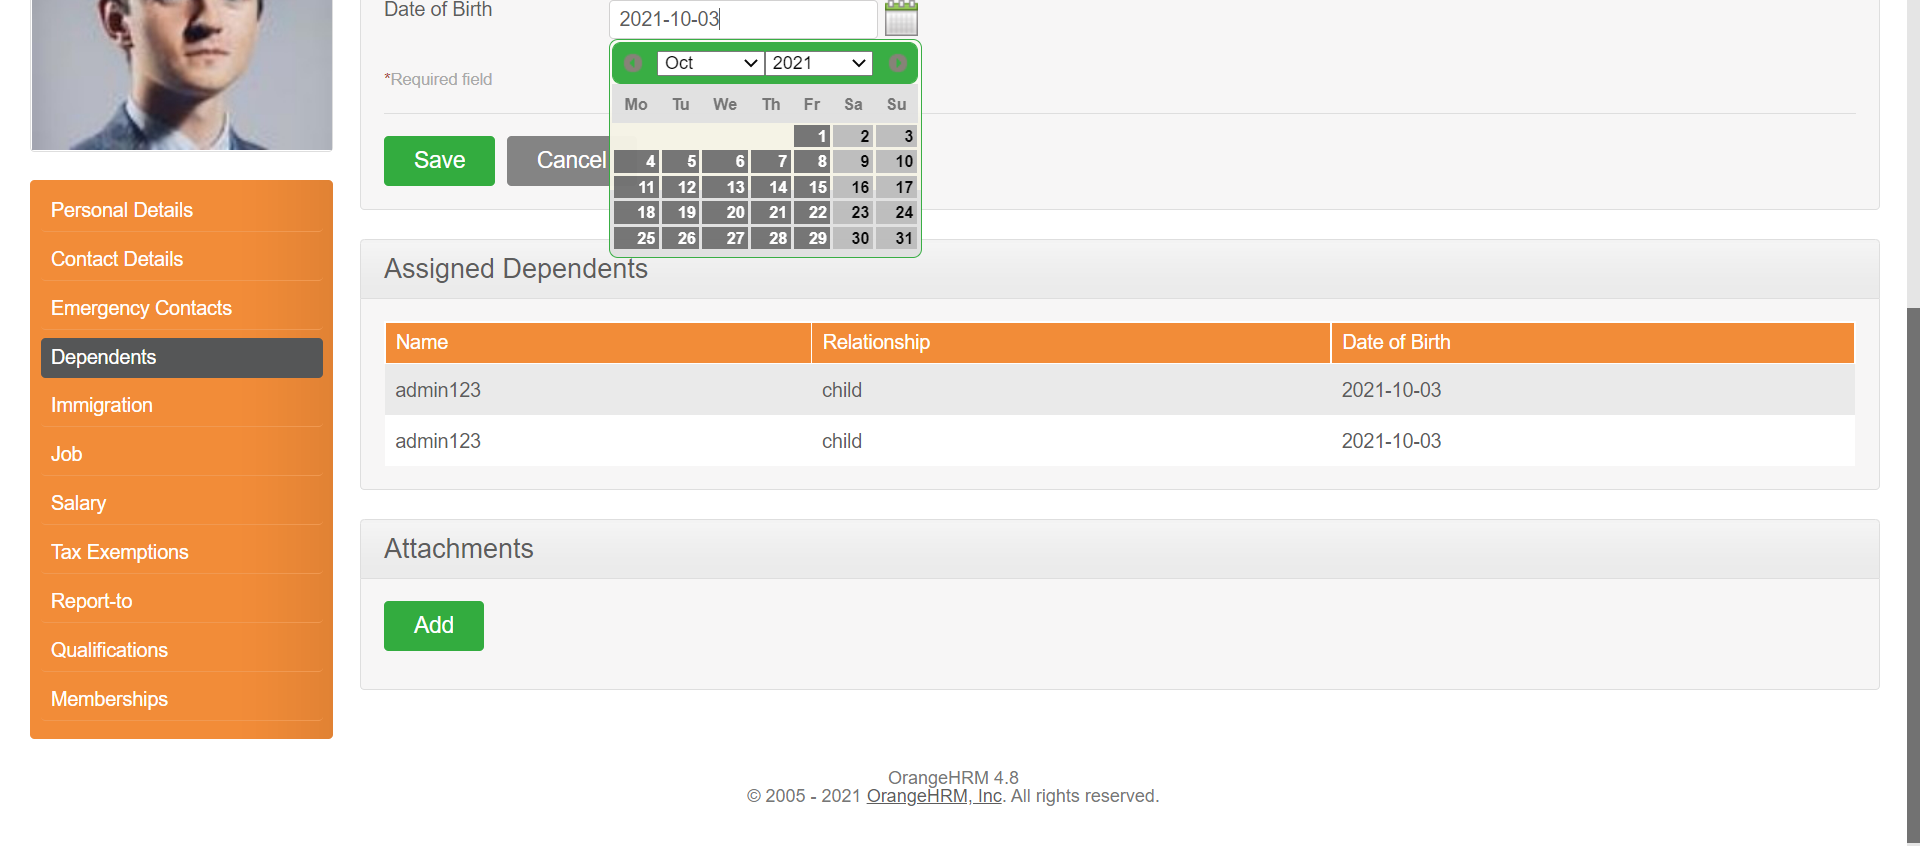 Date of Birth
2021-10-03
Oct 2021
*Required field
Mo Tu We Th Fr Sa Su
1 2 3
Save Cancel
4 5 6 7 8 9 10
11 12 13 14 15 16 17
18 19 20 21 22 23 24
25 26 27 28 29 30 31
Personal Details
Contact Details
Emergency Contacts
Dependents
Immigration
Job
Salary
Tax Exemptions
Report-to
Qualifications
Memberships
Assigned Dependents
Name Relationship Date of Birth
admin123 child 2021-10-03
admin123 child 2021-10-03
Attachments
Add
OrangeHRM 4.8
© 2005 - 2021 OrangeHRM, Inc. All rights reserved.